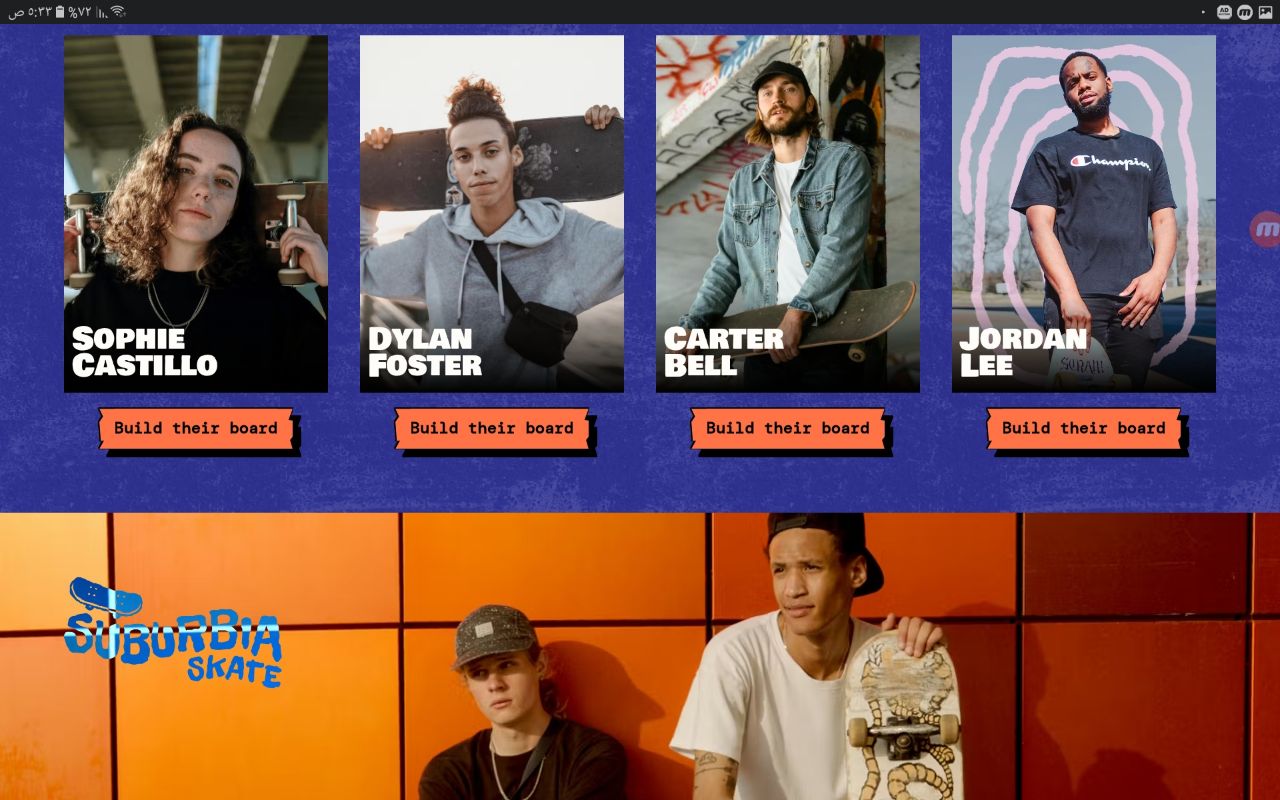 ص ٥:٣٣ %٧٢
AD
Champion
SOPHIE
CASTILLO
DYLAN
FOSTER
CARTER
BELL
JORDAN
LEE
Build their board
Build their board
Build their board
Build their board
SUBURBIA
SKATE